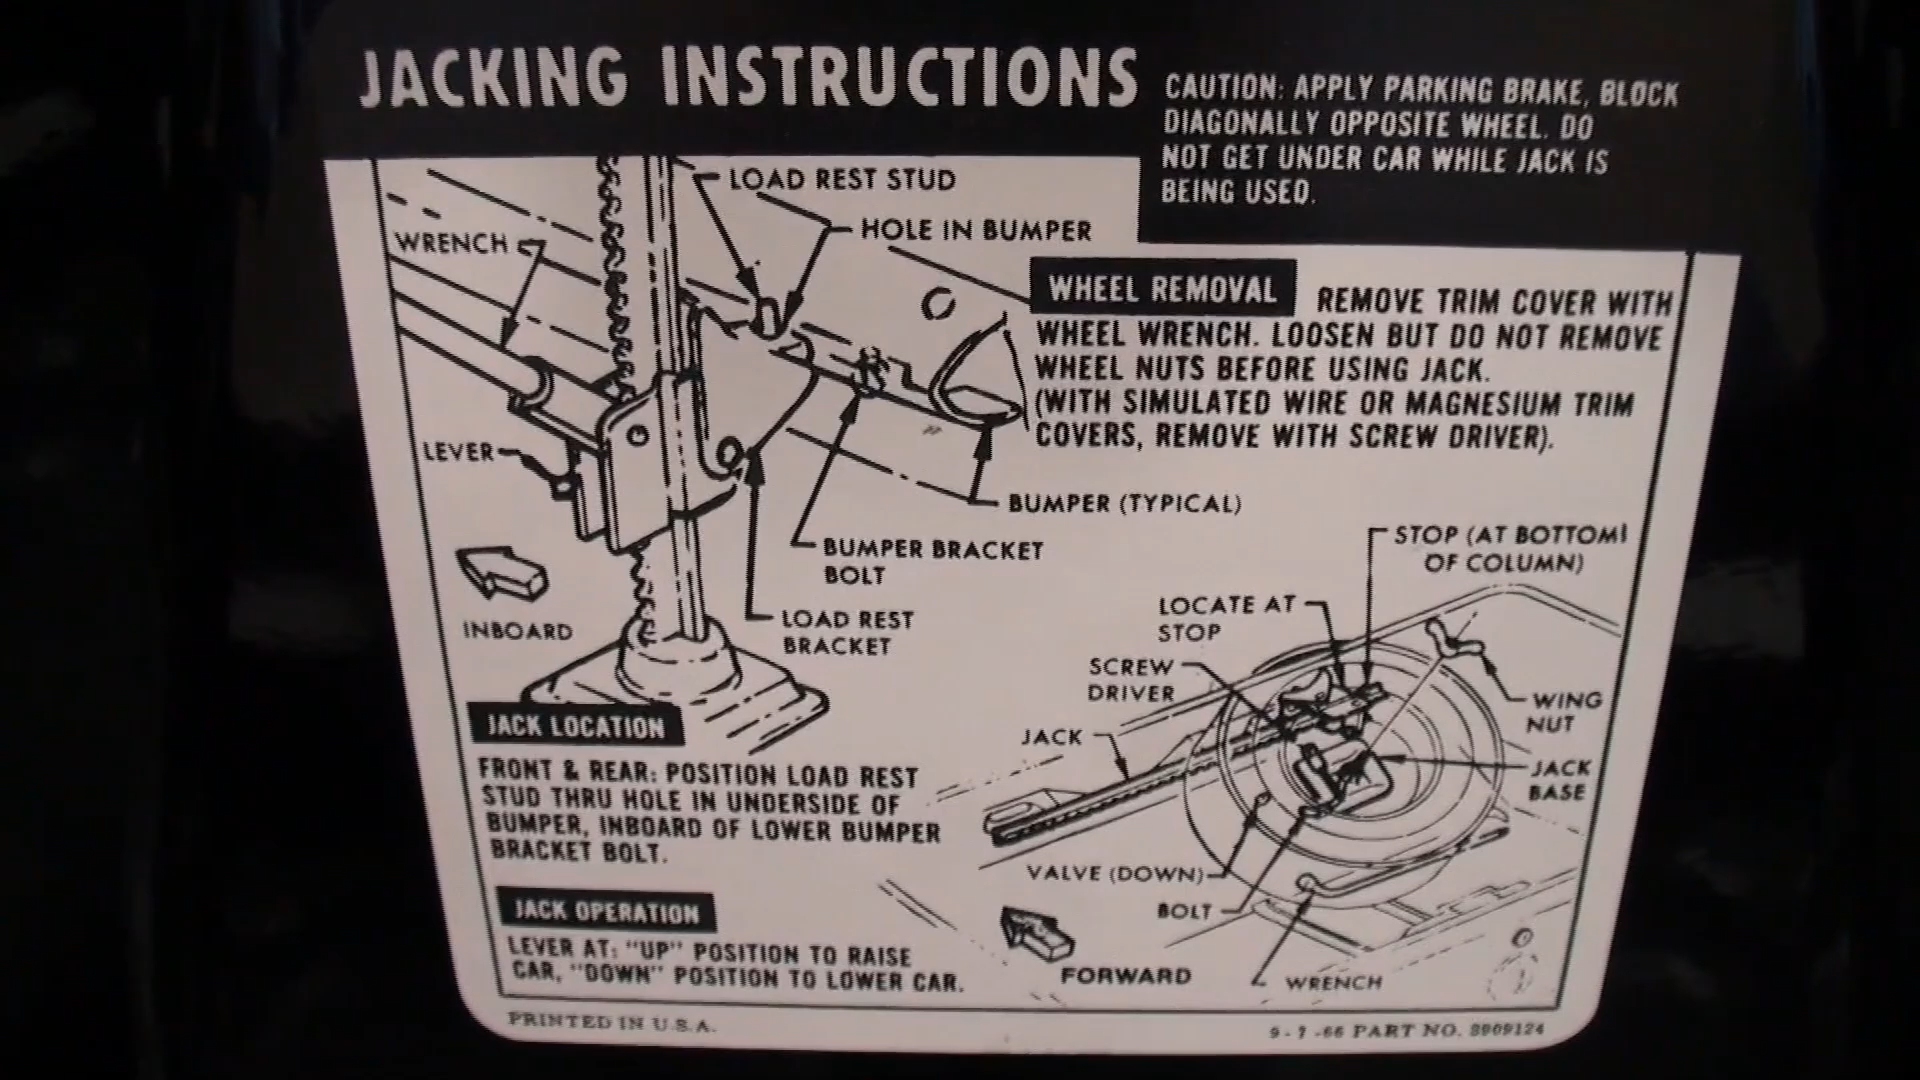 JACKING INSTRUCTIONS
CAUTION: APPLY PARKING BRAKE, BLOCK
DIAGONALLY OPPOSITE WHEEL. DO
NOT GET UNDER CAR WHILE JACK IS
BEING USED.
LOAD REST STUD
HOLE IN BUMPER
WRENCH
LEVER
INBOARD
BUMPER (TYPICAL)
BUMPER BRACKET
BOLT
LOAD REST
BRACKET
WHEEL REMOVAL REMOVE TRIM COVER WITH
WHEEL WRENCH. LOOSEN BUT DO NOT REMOVE
WHEEL NUTS BEFORE USING JACK.
(WITH SIMULATED WIRE OR MAGNESIUM TRIM
COVERS, REMOVE WITH SCREW DRIVER).
JACK LOCATION
FRONT & REAR: POSITION LOAD REST
STUD THRU HOLE IN UNDERSIDE OF
BUMPER, INBOARD OF LOWER BUMPER
BRACKET BOLT.
JACK OPERATION
LEVER AT: "UP" POSITION TO RAISE
CAR, "DOWN" POSITION TO LOWER CAR.
STOP (AT BOTTOM
OF COLUMN)
LOCATE AT
STOP
SCREW
DRIVER
JACK
WING
NUT
JACK
BASE
VALVE (DOWN)
BOLT
WRENCH
FORWARD
PRINTED IN U.S.A.
9-7-66 PART NO. 3909124